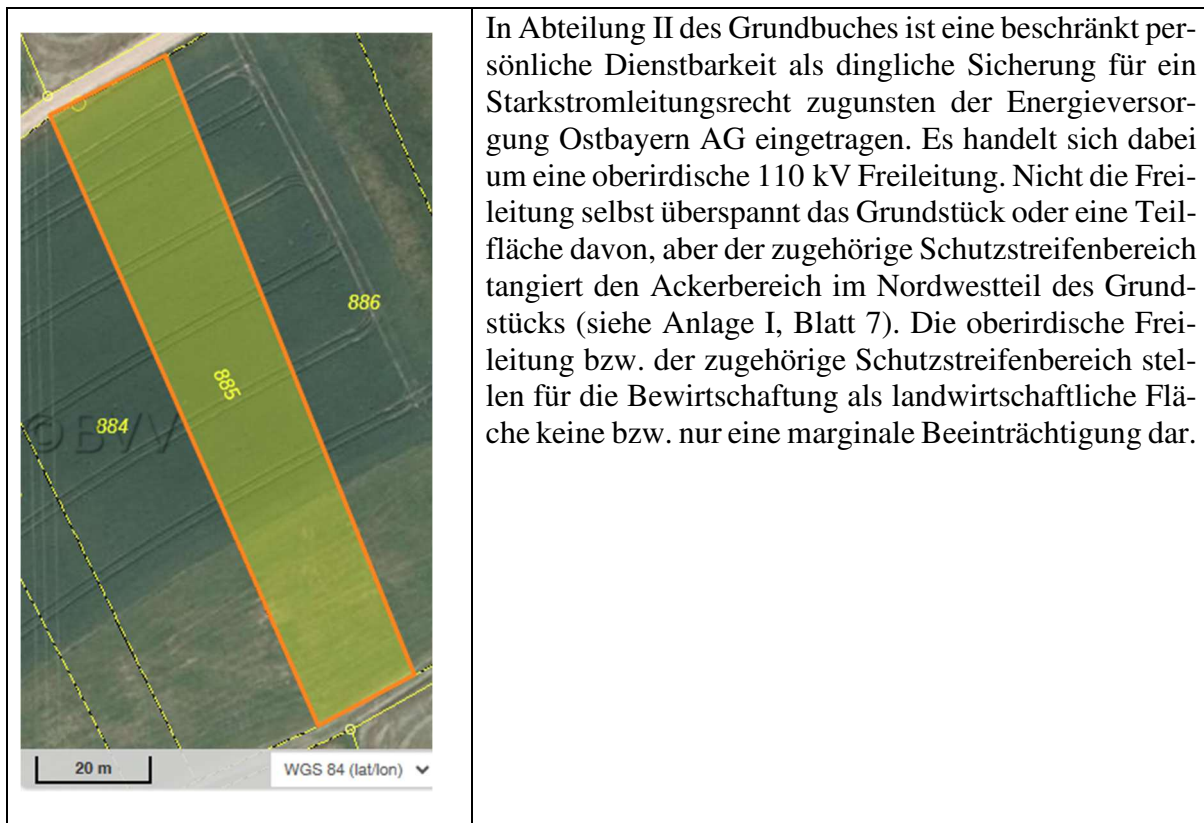 886
885
884
© BVV
20 m
WGS 84 (lat/lon)
In Abteilung II des Grundbuches ist eine beschränkt per-
sönliche Dienstbarkeit als dingliche Sicherung für ein
Starkstromleitungsrecht zugunsten der Energieversor-
gung Ostbayern AG eingetragen. Es handelt sich dabei
um eine oberirdische 110 kV Freileitung. Nicht die Frei-
leitung selbst überspannt das Grundstück oder eine Teil-
fläche davon, aber der zugehörige Schutzstreifenbereich
tangiert den Ackerbereich im Nordwestteil des Grund-
stücks (siehe Anlage I, Blatt 7). Die oberirdische Frei-
leitung bzw. der zugehörige Schutzstreifenbereich stel-
len für die Bewirtschaftung als landwirtschaftliche Flä-
che keine bzw. nur eine marginale Beeinträchtigung dar.